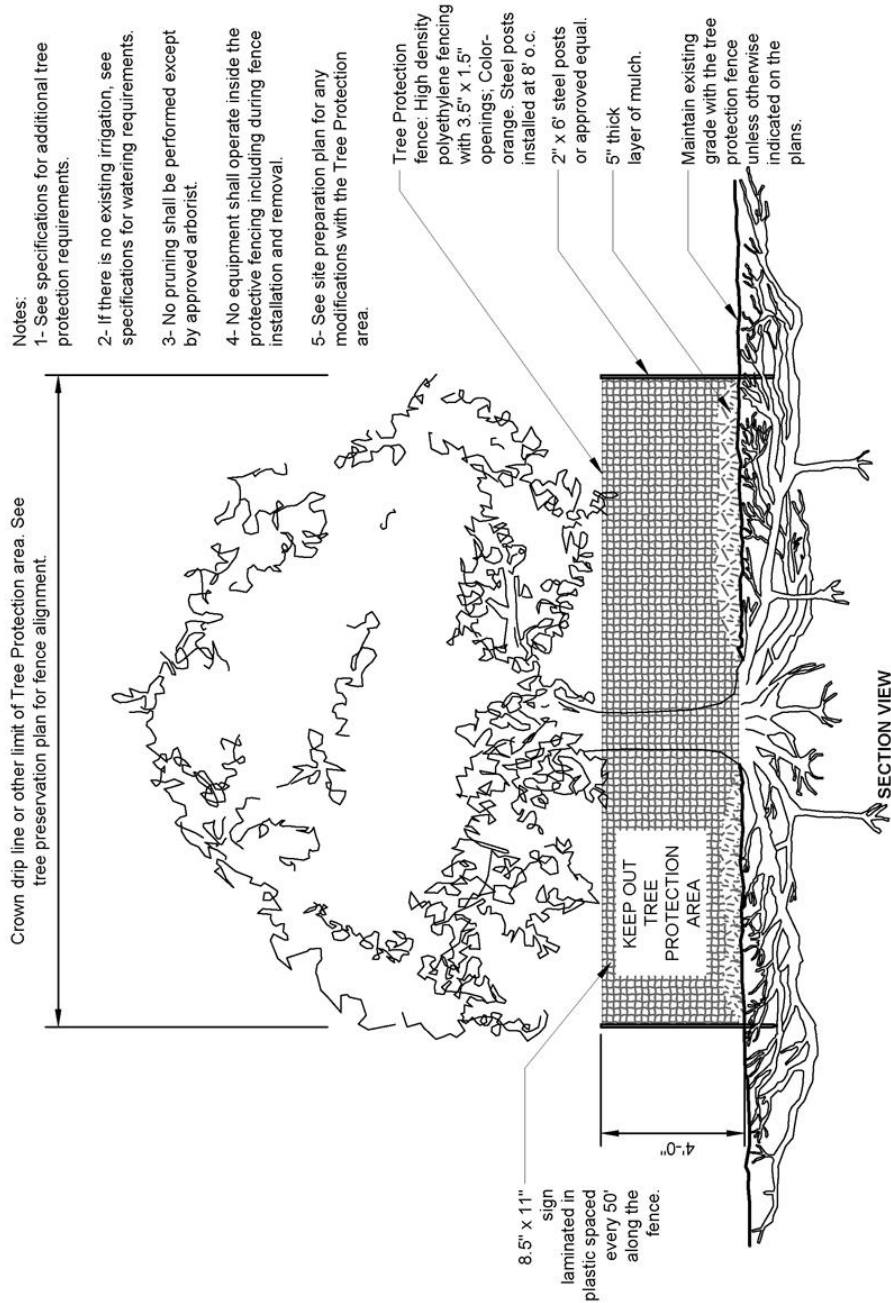 Crown drip line or other limit of Tree Protection area. See
tree preservation plan for fence alignment.
Notes:
1- See specifications for additional tree
protection requirements.
2- If there is no existing irrigation, see
specifications for watering requirements.
3- No pruning shall be performed except
by approved arborist.
4- No equipment shall operate inside the
protective fencing including during fence
installation and removal.
5- See site preparation plan for any
modifications with the Tree Protection
area.
8.5" x 11"
sign
laminated in
plastic spaced
every 50'
along the
fence.
4'-0"
KEEP OUT
TREE
PROTECTION
AREA
Tree Protection
fence: High density
polyethylene fencing
with 3.5" x 1.5"
openings; Color-
orange. Steel posts
installed at 8' o.c.
2" x 6' steel posts
or approved equal.
5" thick
layer of mulch.
Maintain existing
grade with the tree
protection fence
unless otherwise
indicated on the
plans.
SECTION VIEW